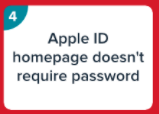 4
Apple ID
homepage doesn't
require password